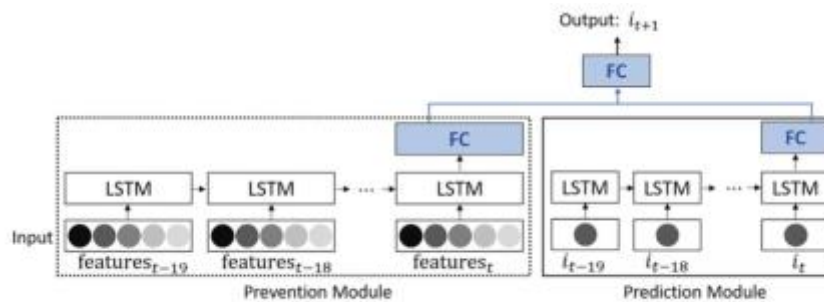 Output: i_{t+1}
FC
FC
FC
LSTM LSTM ... LSTM
LSTM LSTM ... LSTM
Input
features_{t-19} features_{t-18} features_t
i_{t-19} i_{t-18} i_t
Prevention Module
Prediction Module